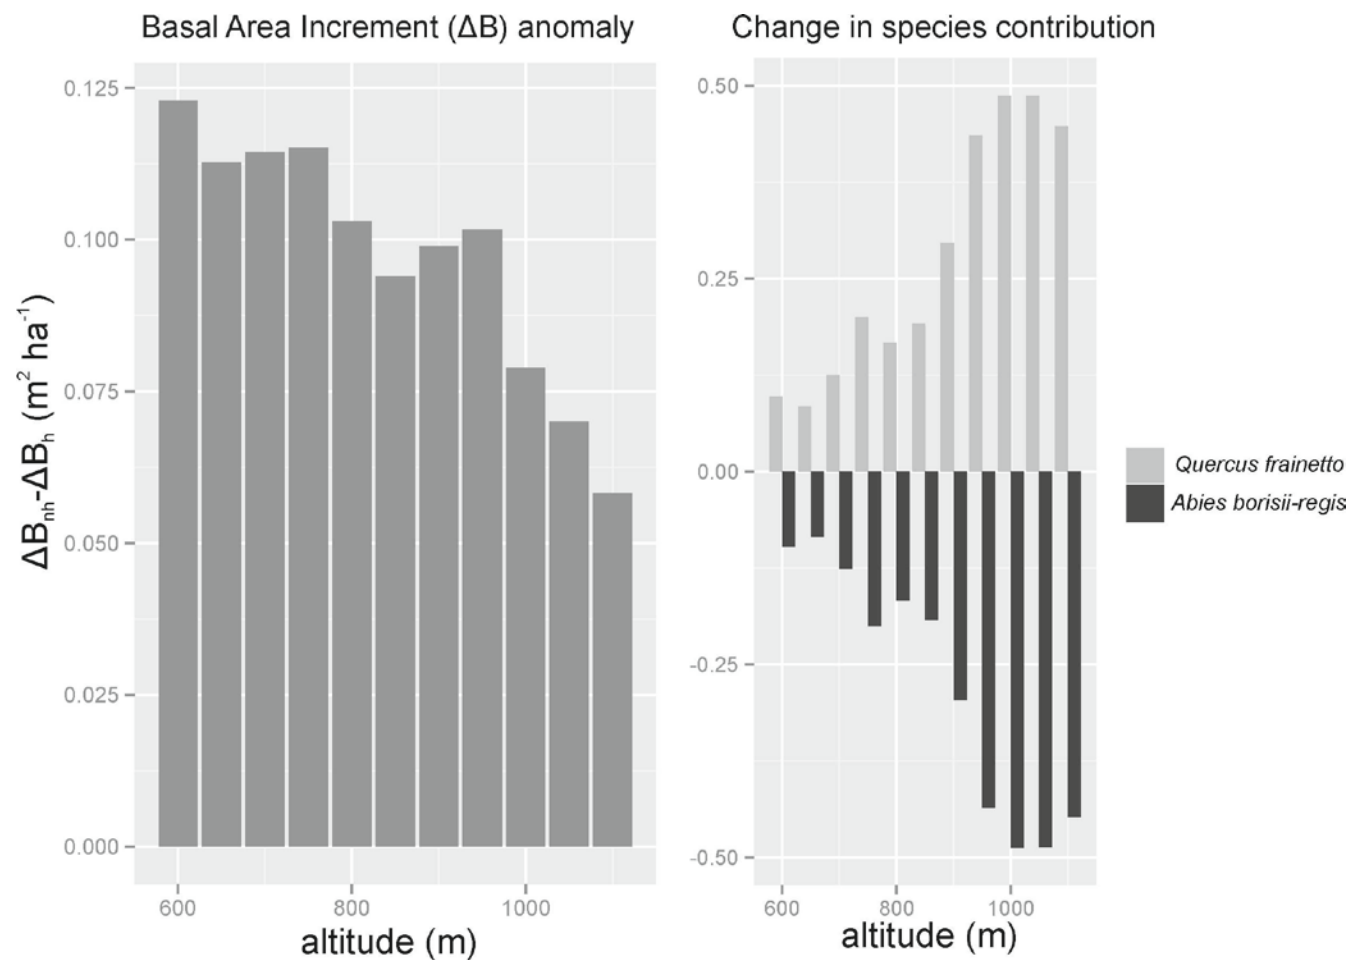 Basal Area Increment (ΔB) anomaly
Change in species contribution
ΔBnh-ΔBh (m² ha⁻¹)
0.125
0.100
0.075
0.050
0.025
0.000
600 800 1000
altitude (m)
0.50
0.25
0.00
-0.25
-0.50
600 800 1000
altitude (m)
Quercus frainetto
Abies borisii-regis